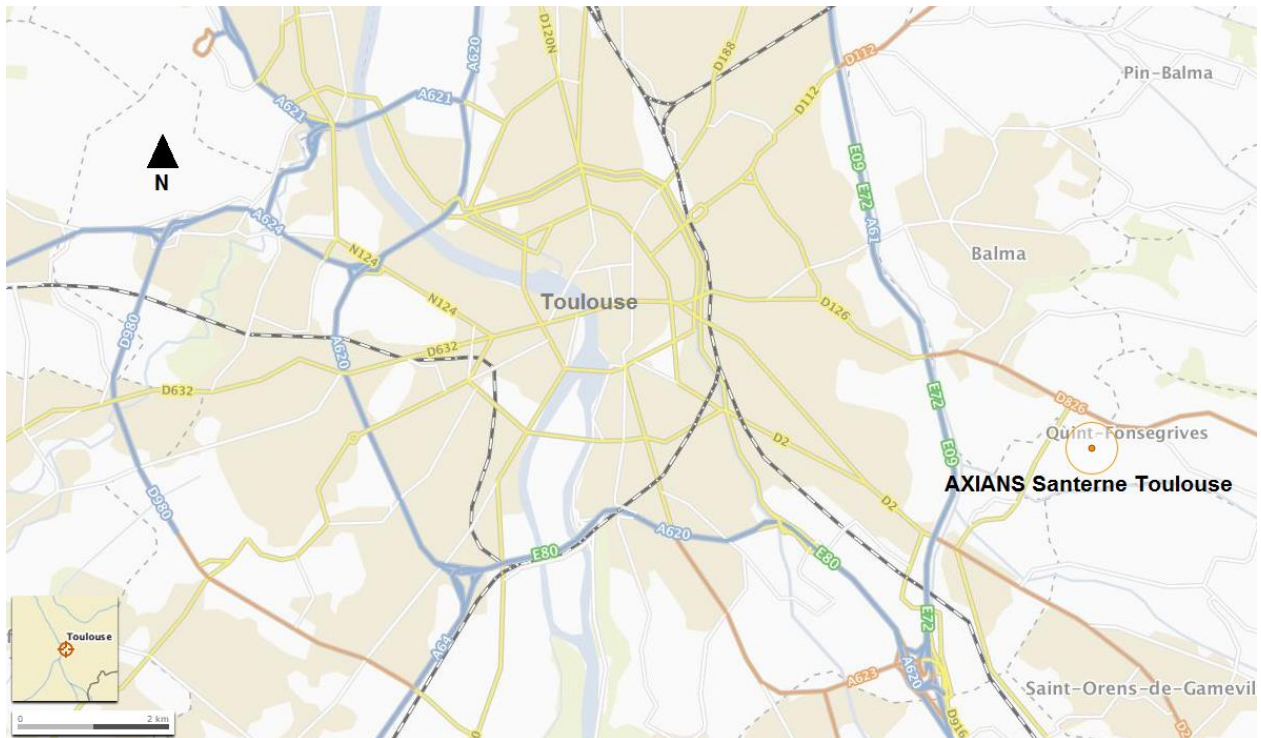 D120N
A620
D188
D112
Pin-Balma
A621
A621
D112
N
E09
E72
A61
A624
N124
Balma
Toulouse
N124
D126
D980
A620
D632
D632
E72
D826
Quint-Fonsegrives
D2
E09
AXIANS Santerne Toulouse
D980
D2
A620
E80
E80
E72
Toulouse
A64
A623
A620
Saint-Orens-de-Gamevil
D916
D2
0 2 km